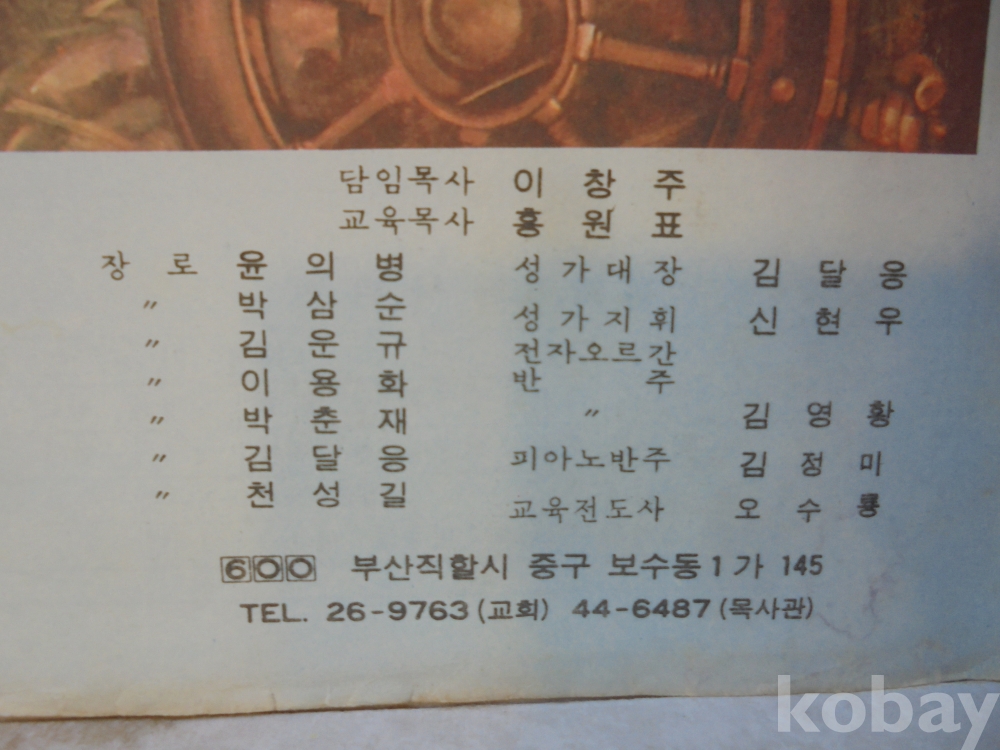 담임목사 이 창 주
교육목사 홍 원 표
장 로 윤 의 병
〃 박 삼 순
〃 김 운 규
〃 이 용 화
〃 박 춘 재
〃 김 달 웅
〃 천 성 길
성 가 대 장 김 달 웅
성 가 지 휘 신 현 우
전자오르간
반 주
〃 김 영 황
피아노반주 김 정 미
교육전도사 오 수 룡
600 부산직할시 중구 보수동1가 145
TEL. 26-9763(교회) 44-6487(목사관)
kobay